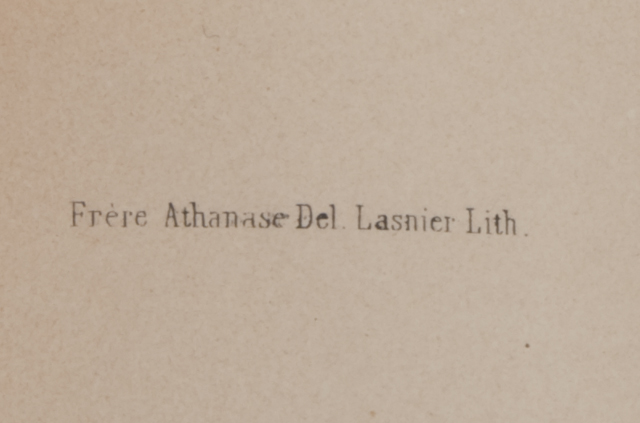 Frère Athanase Del. Lasnier Lith.